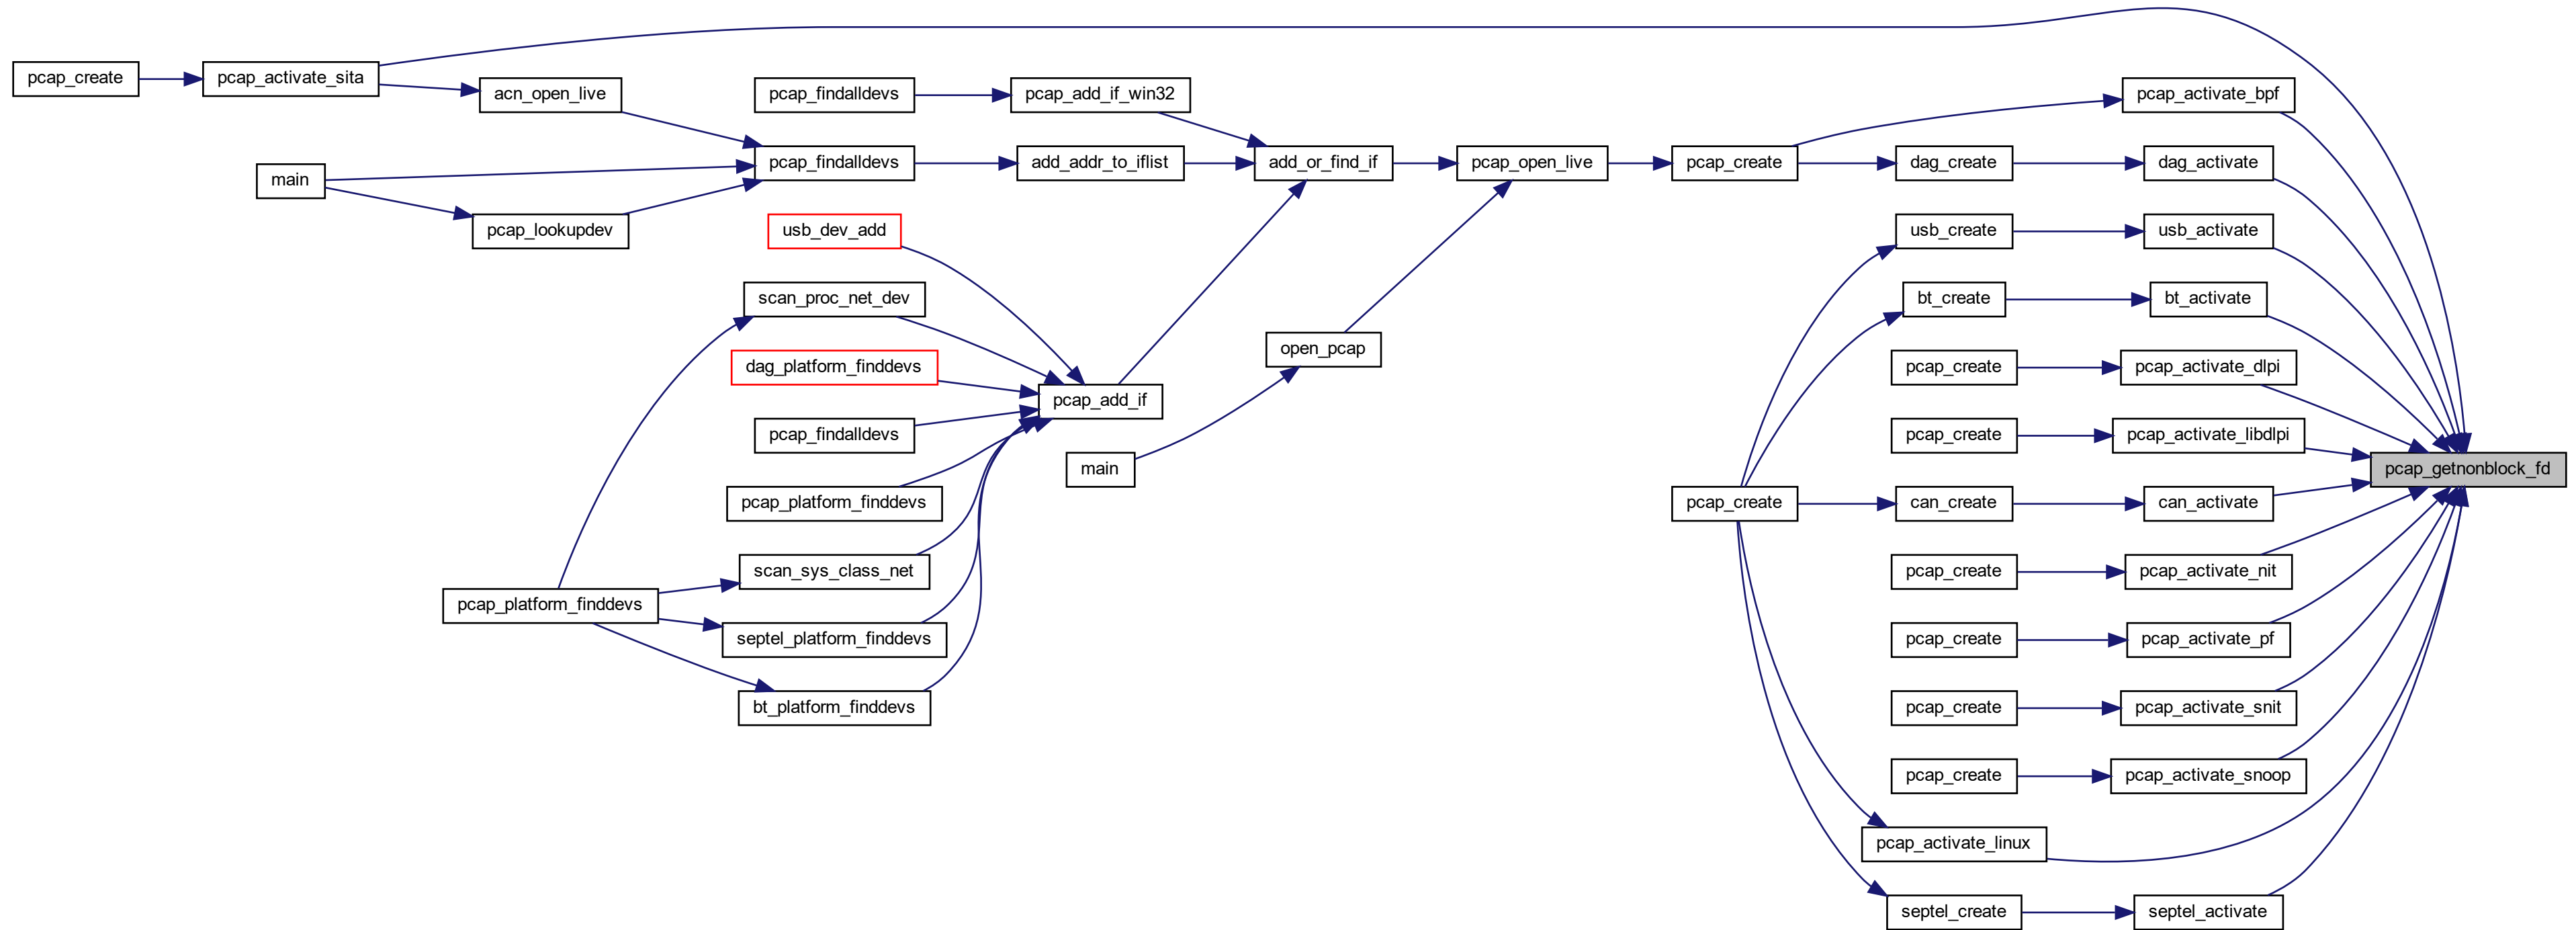 pcap_create
pcap_activate_sita
acn_open_live
pcap_findalldevs
pcap_add_if_win32
pcap_activate_bpf
main
pcap_findalldevs
add_addr_to_iflist
add_or_find_if
pcap_open_live
pcap_create
dag_create
dag_activate
pcap_lookupdev
usb_dev_add
usb_create
usb_activate
scan_proc_net_dev
bt_create
bt_activate
dag_platform_finddevs
open_pcap
pcap_create
pcap_activate_dlpi
pcap_add_if
pcap_findalldevs
pcap_create
pcap_activate_libdlpi
main
pcap_getnonblock_fd
pcap_platform_finddevs
pcap_create
can_create
can_activate
scan_sys_class_net
pcap_create
pcap_activate_nit
pcap_platform_finddevs
septel_platform_finddevs
pcap_create
pcap_activate_pf
bt_platform_finddevs
pcap_create
pcap_activate_snit
pcap_create
pcap_activate_snoop
pcap_activate_linux
septel_create
septel_activate